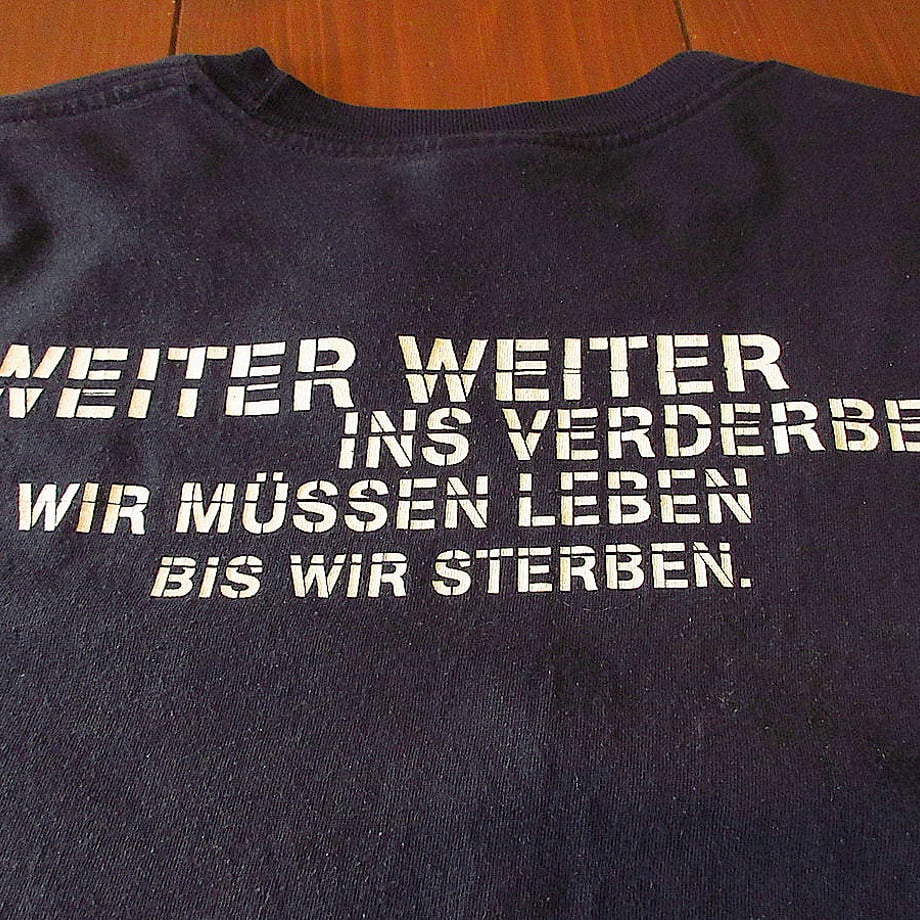 WEITER WEITER
INS VERDERBE
WIR MÜSSEN LEBEN
BIS WIR STERBEN.